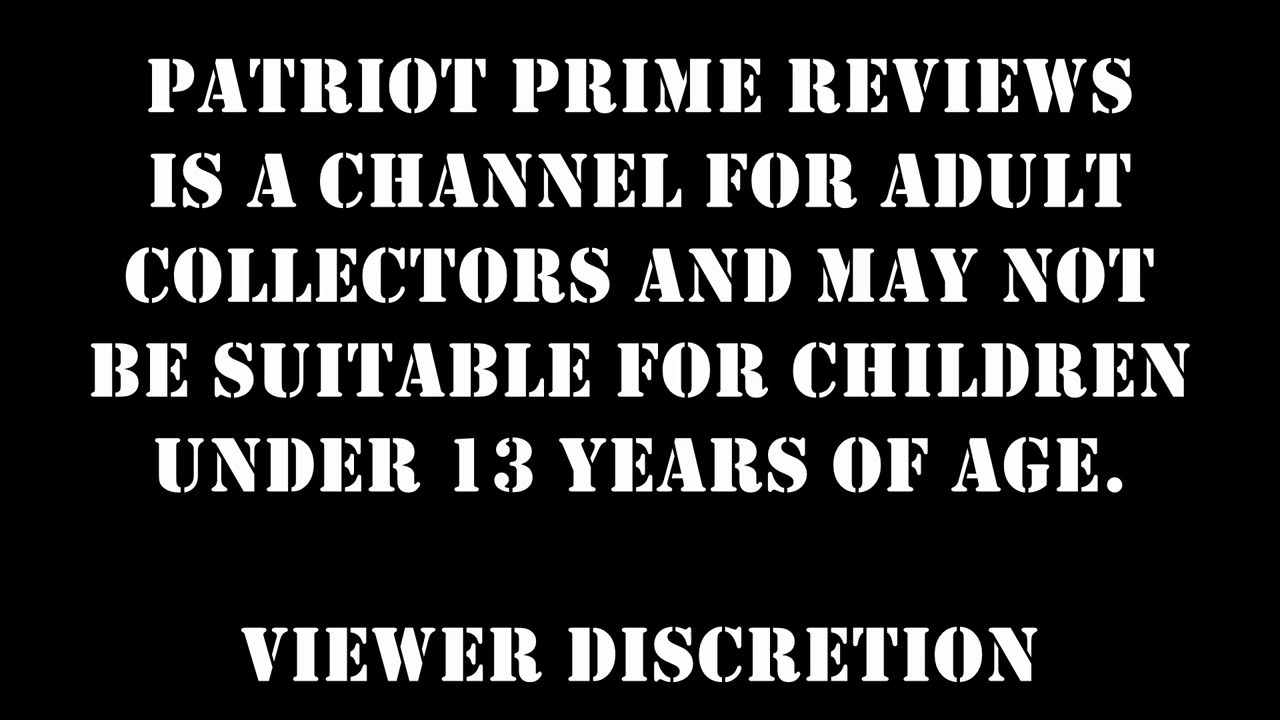 PATRIOT PRIME REVIEWS
IS A CHANNEL FOR ADULT
COLLECTORS AND MAY NOT
BE SUITABLE FOR CHILDREN
UNDER 13 YEARS OF AGE.
VIEWER DISCRETION